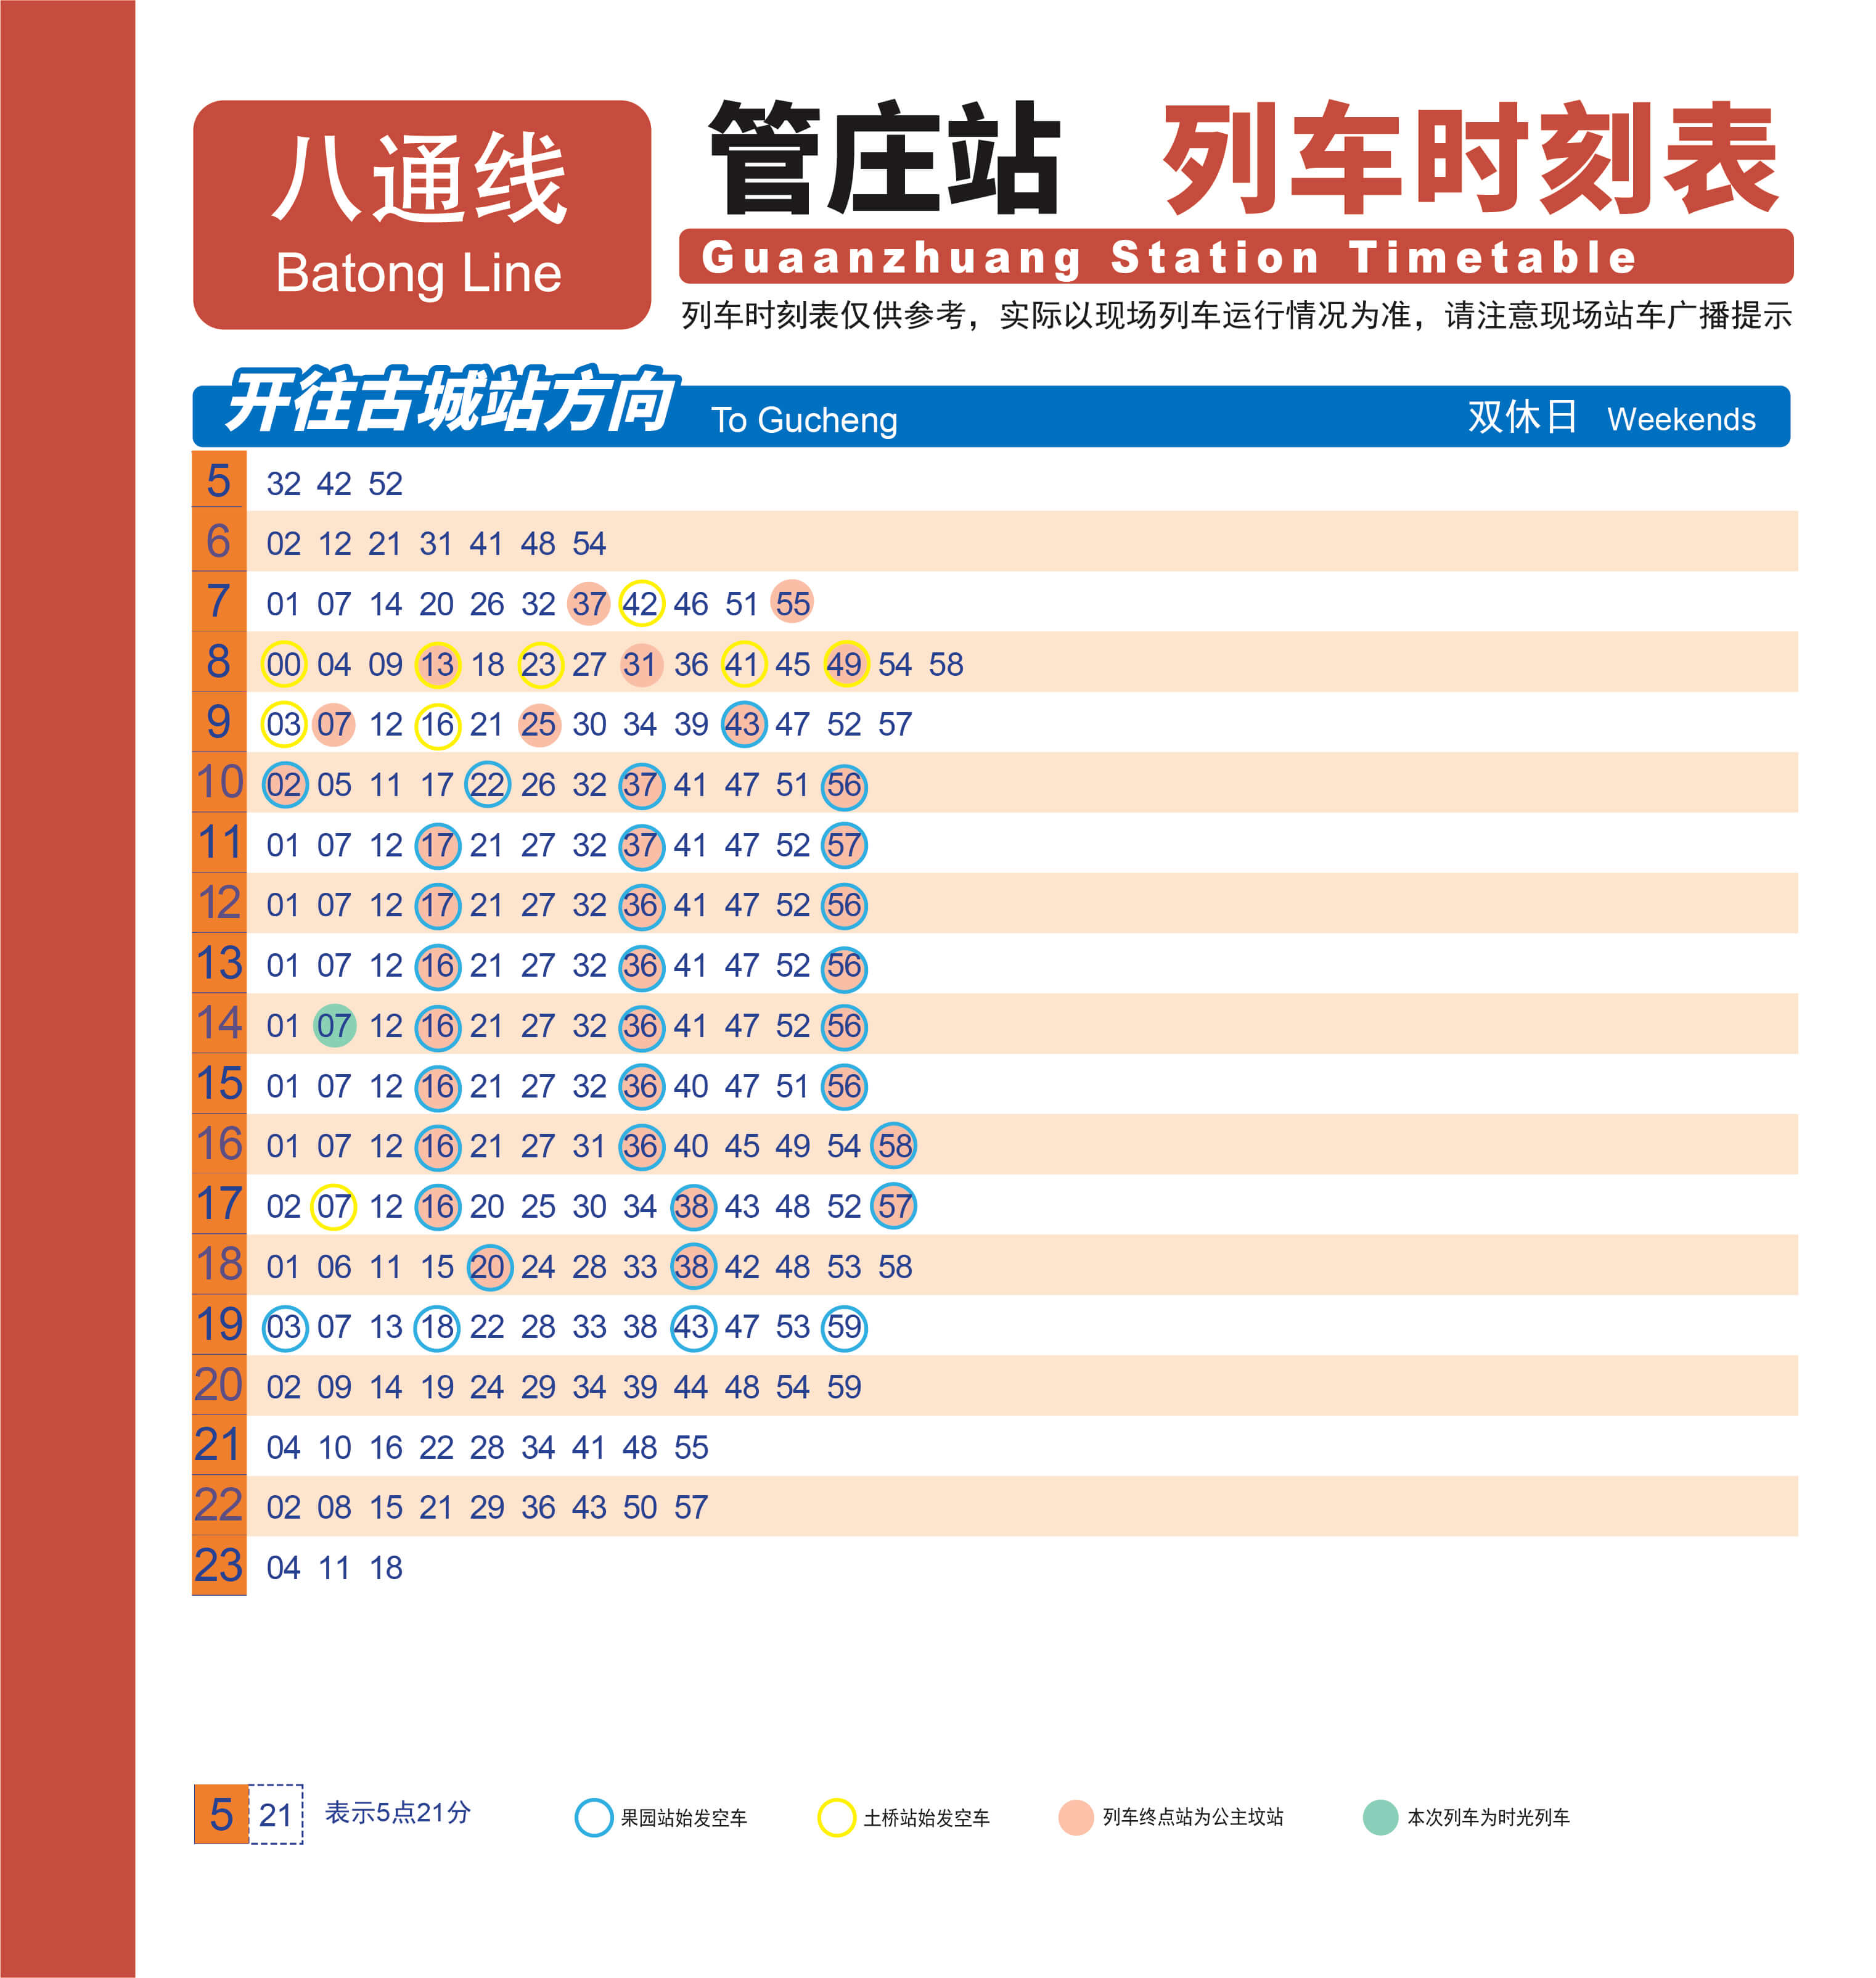 八通线
Batong Line
管庄站 列车时刻表
Guaanzhuang Station Timetable
列车时刻表仅供参考，实际以现场列车运行情况为准，请注意现场站车广播提示
开往古城站方向 To Gucheng 双休日 Weekends
5 32 42 52
6 02 12 21 31 41 48 54
7 01 07 14 20 26 32 37 42 46 51 55
8 00 04 09 13 18 23 27 31 36 41 45 49 54 58
9 03 07 12 16 21 25 30 34 39 43 47 52 57
10 02 05 11 17 22 26 32 37 41 47 51 56
11 01 07 12 17 21 27 32 37 41 47 52 57
12 01 07 12 17 21 27 32 36 41 47 52 56
13 01 07 12 16 21 27 32 36 41 47 52 56
14 01 07 12 16 21 27 32 36 41 47 52 56
15 01 07 12 16 21 27 32 36 40 47 51 56
16 01 07 12 16 21 27 31 36 40 45 49 54 58
17 02 07 12 16 20 25 30 34 38 43 48 52 57
18 01 06 11 15 20 24 28 33 38 42 48 53 58
19 03 07 13 18 22 28 33 38 43 47 53 59
20 02 09 14 19 24 29 34 39 44 48 54 59
21 04 10 16 22 28 34 41 48 55
22 02 08 15 21 29 36 43 50 57
23 04 11 18
5 21 表示5点21分 果园站始发空车 土桥站始发空车 列车终点站为公主坟站 本次列车为时光列车